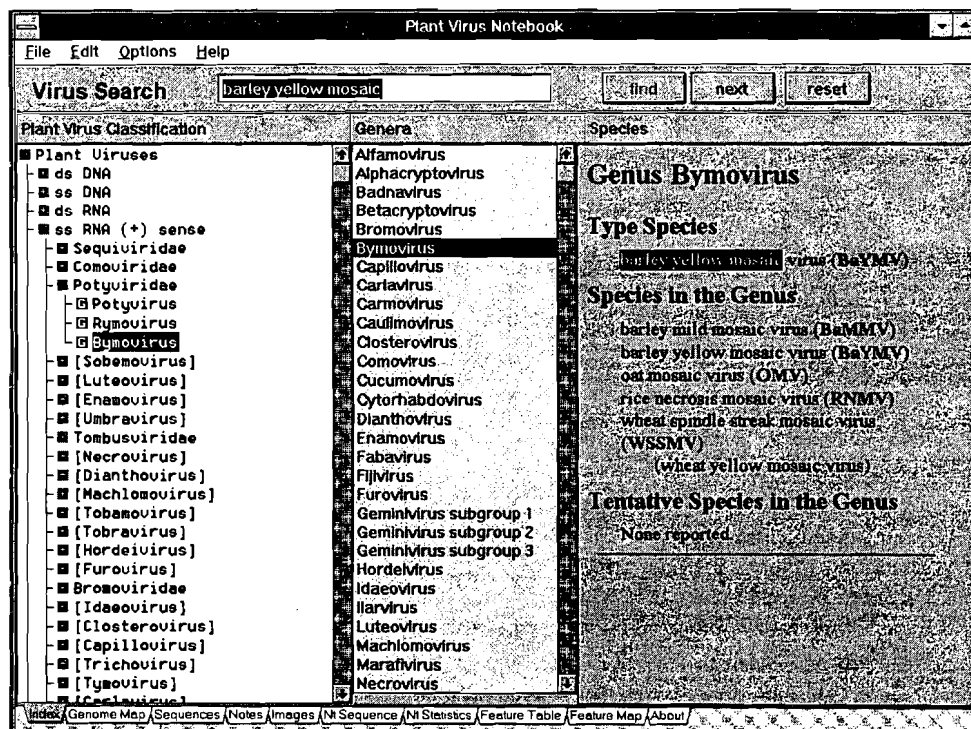 Plant Virus Notebook
File Edit Options Help
Virus Search barley yellow mosaic find next reset
Plant Virus Classification
Plant Viruses
ds DNA
ss DNA
ds RNA
ss RNA (+) sense
Sequiviridae
Comoviridae
Potyviridae
G Potyvirus
G Rymovirus
G Bymovirus
[Sobemovirus]
[Luteovirus]
[Enamovirus]
[Umbravirus]
Tombusviridae
[Necrovirus]
[Dianthovirus]
[Machlomovirus]
[Tobamovirus]
[Tobravirus]
[Hordeivirus]
[Furovirus]
Bromoviridae
[Idaeovirus]
[Closterovirus]
[Capillovirus]
[Trichovirus]
[Tymovirus]
Genera
Alfamovirus
Alphacryptovirus
Badnavirus
Betacryptovirus
Bromovirus
Bymovirus
Capillovirus
Carlavirus
Carmovirus
Caulimovirus
Closterovirus
Comovirus
Cucumovirus
Cytorhabdovirus
Dianthovirus
Enamovirus
Fabavirus
Fijivirus
Furovirus
Geminivirus subgroup 1
Geminivirus subgroup 2
Geminivirus subgroup 3
Hordeivirus
Idaeovirus
Ilarvirus
Luteovirus
Machlomovirus
Marafivirus
Necrovirus
Species
Genus Bymovirus
Type Species
barley yellow mosaic virus (BaYMV)
Species in the Genus
barley mild mosaic virus (BaMMV)
barley yellow mosaic virus (BaYMV)
oat mosaic virus (OMV)
rice necrosis mosaic virus (RNMV)
wheat spindle streak mosaic virus
(WSSMV)
(wheat yellow mosaic virus)
Tentative Species in the Genus
None reported.
Index Genome Map Sequences Notes Images Nt Sequence Nt Statistics Feature Table Feature Map About